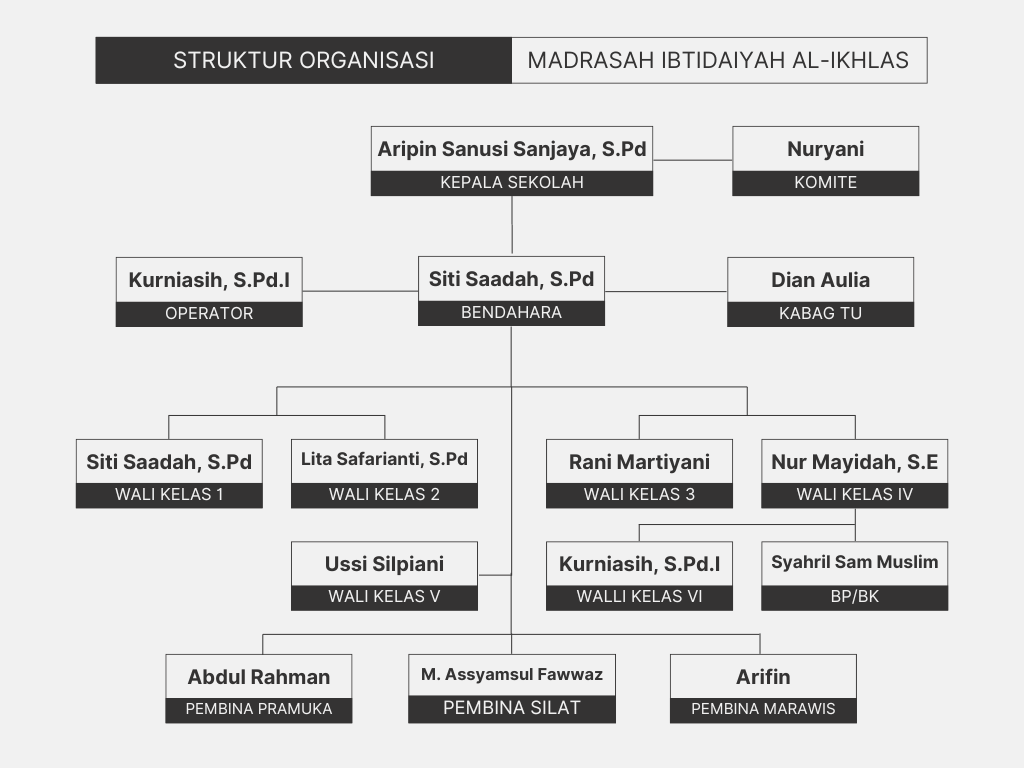 STRUKTUR ORGANISASI
MADRASAH IBTIDAIYAH AL-IKHLAS
Aripin Sanusi Sanjaya, S.Pd
KEPALA SEKOLAH
Nuryani
KOMITE
Kurniasih, S.Pd.I
OPERATOR
Siti Saadah, S.Pd
BENDAHARA
Dian Aulia
KABAG TU
Siti Saadah, S.Pd
WALI KELAS 1
Lita Safarianti, S.Pd
WALI KELAS 2
Rani Martiyani
WALI KELAS 3
Nur Mayidah, S.E
WALI KELAS IV
Ussi Silpiani
WALI KELAS V
Kurniasih, S.Pd.I
WALLI KELAS VI
Syahril Sam Muslim
BP/BK
Abdul Rahman
PEMBINA PRAMUKA
M. Assyamsul Fawwaz
PEMBINA SILAT
Arifin
PEMBINA MARAWIS